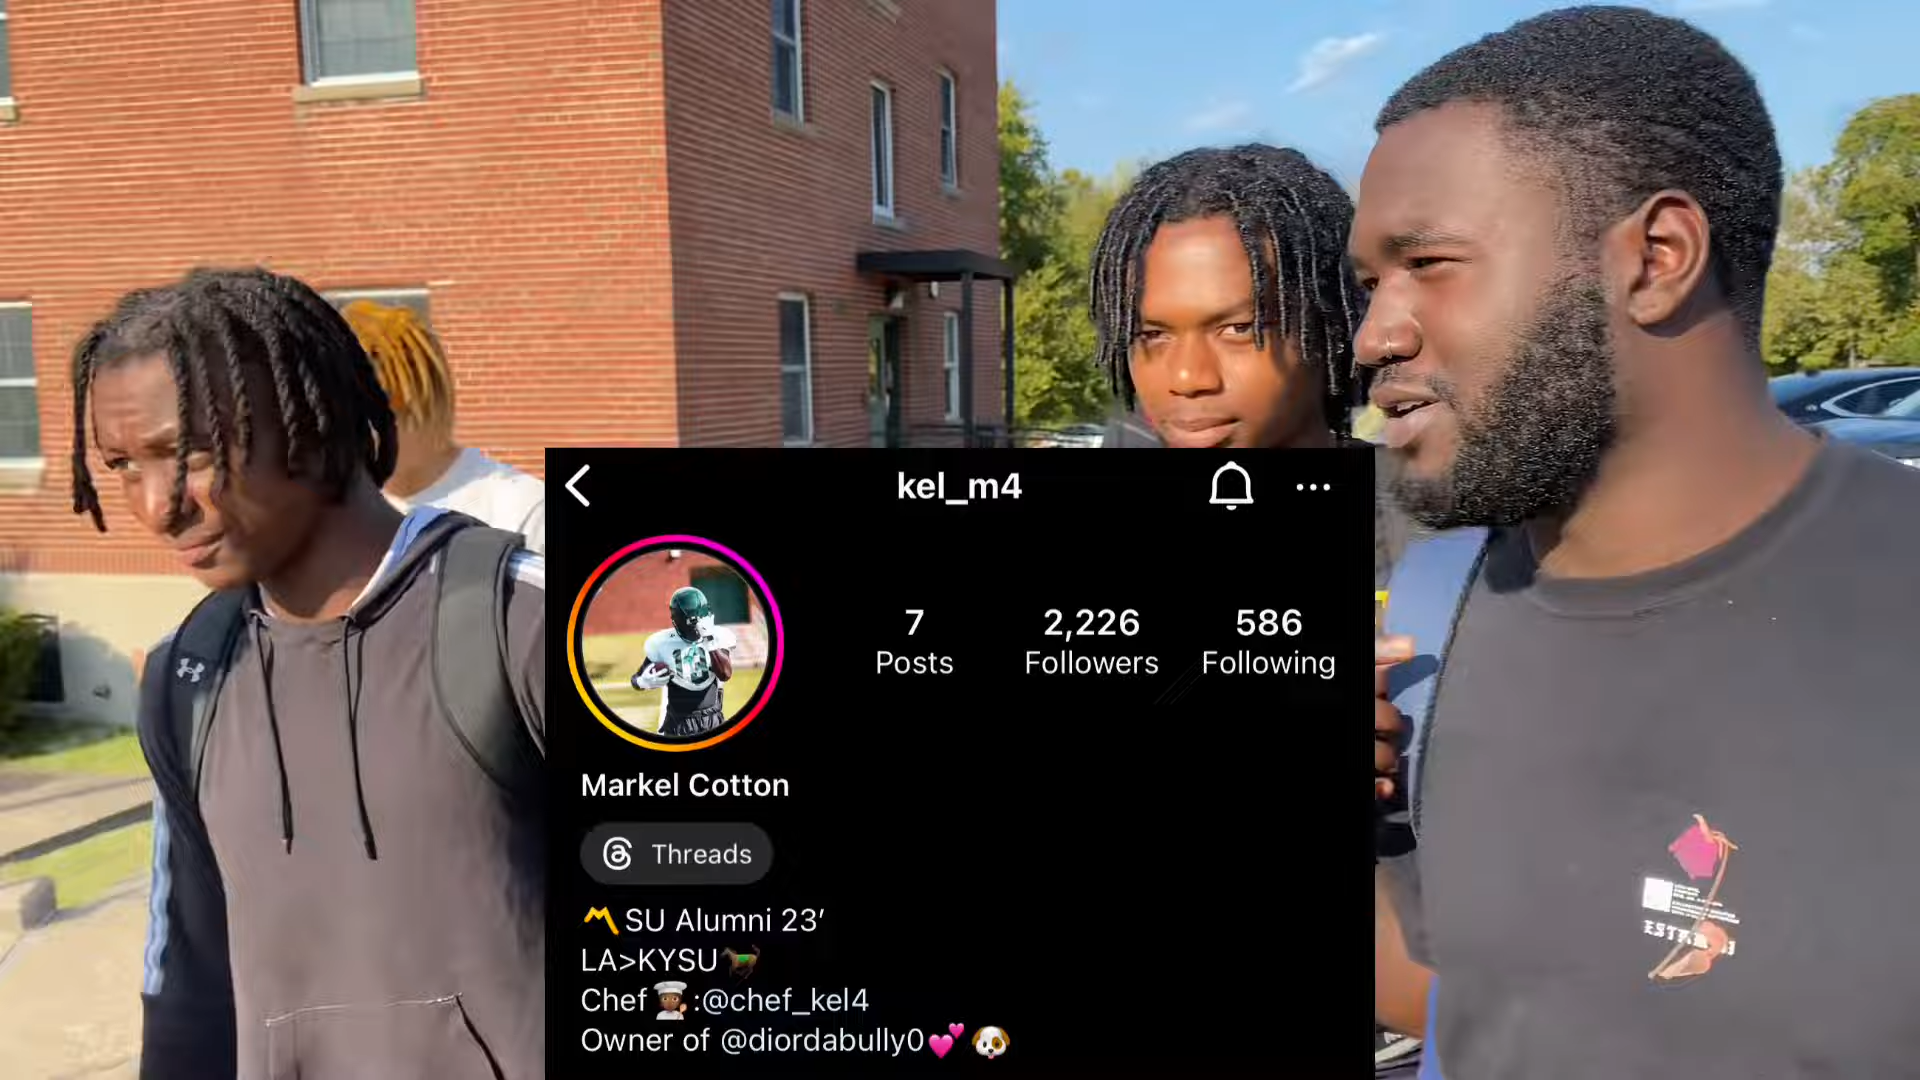 kel_m4
7 2,226 586
Posts Followers Following
Markel Cotton
Threads
〽️SU Alumni 23′
LA>KYSU🐕‍🦺
Chef👨🏾‍🍳:@chef_kel4
Owner of @diordabully0💕🐶